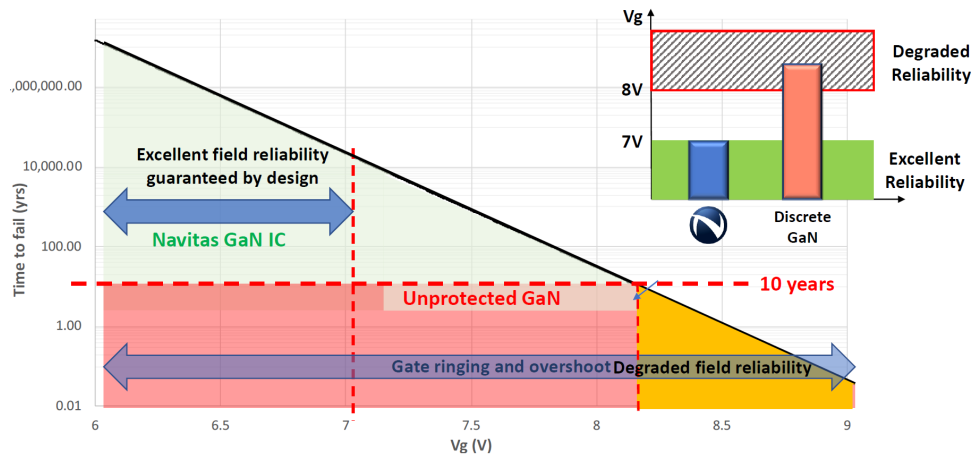 Vg
Degraded
Reliability
8V
7V
Excellent
Reliability
Discrete
GaN
Time to fail (yrs)
,000,000.00
10,000.00
100.00
1.00
0.01
Excellent field reliability
guaranteed by design
Navitas GaN IC
10 years
Unprotected GaN
Gate ringing and overshoot
Degraded field reliability
6
6.5
7
7.5
8
8.5
9
Vg (V)